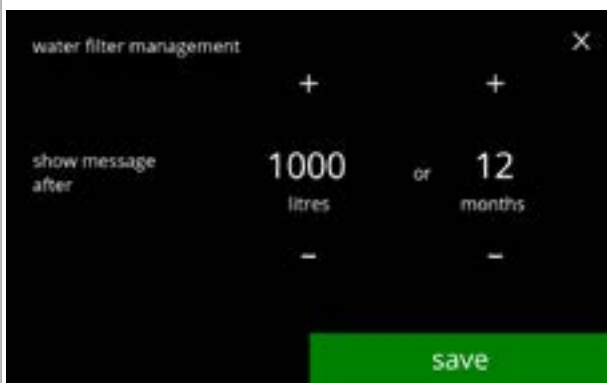 water filter management
×
+ +
show message
after
1000 or 12
litres months
− −
save